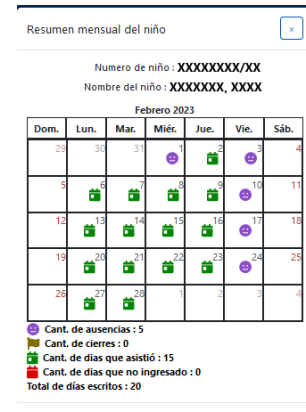 Resumen mensual del niño ×
Numero de niño : XXXXXXXX/XX
Nombre del niño : XXXXXXX, XXXX
Febrero 2023
Dom. Lun. Mar. Miér. Jue. Vie. Sáb.
29 30 31 1 2 3 4
5 6 7 8 9 10 11
12 13 14 15 16 17 18
19 20 21 22 23 24 25
26 27 28 1 2 3 4
Cant. de ausencias : 5
Cant. de cierres : 0
Cant. de dias que asistió : 15
Cant. de dias que no ingresado : 0
Total de días escritos : 20